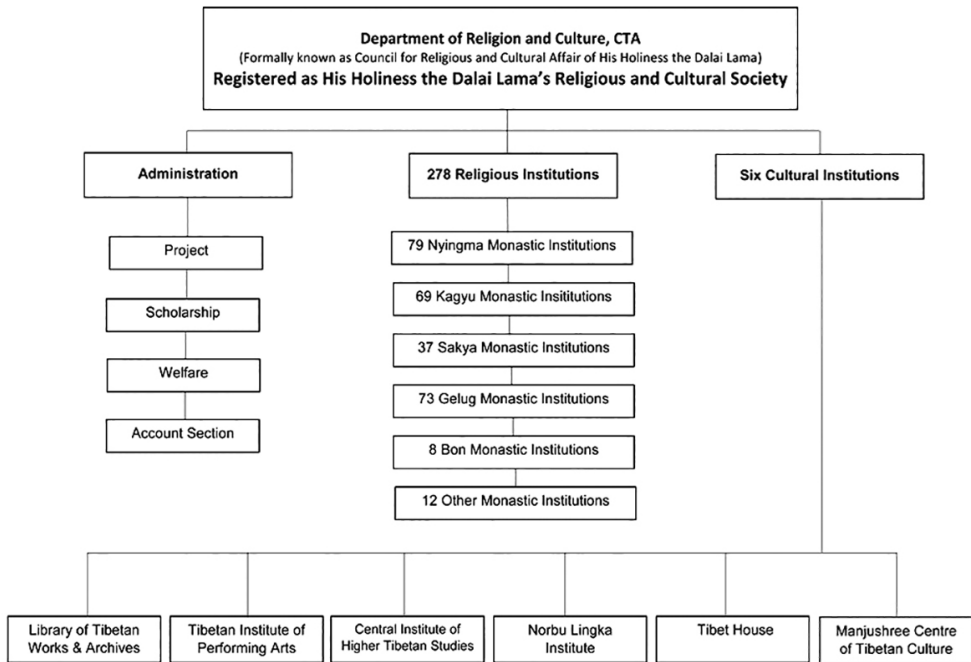 Department of Religion and Culture, CTA
(Formally known as Council for Religious and Cultural Affair of His Holiness the Dalai Lama)
Registered as His Holiness the Dalai Lama's Religious and Cultural Society
Administration
278 Religious Institutions
Six Cultural Institutions
Project
Scholarship
Welfare
Account Section
79 Nyingma Monastic Institutions
69 Kagyu Monastic Insititutions
37 Sakya Monastic Institutions
73 Gelug Monastic Institutions
8 Bon Monastic Institutions
12 Other Monastic Institutions
Library of Tibetan
Works & Archives
Tibetan Institute of
Performing Arts
Central Institute of
Higher Tibetan Studies
Norbu Lingka
Institute
Tibet House
Manjushree Centre
of Tibetan Culture